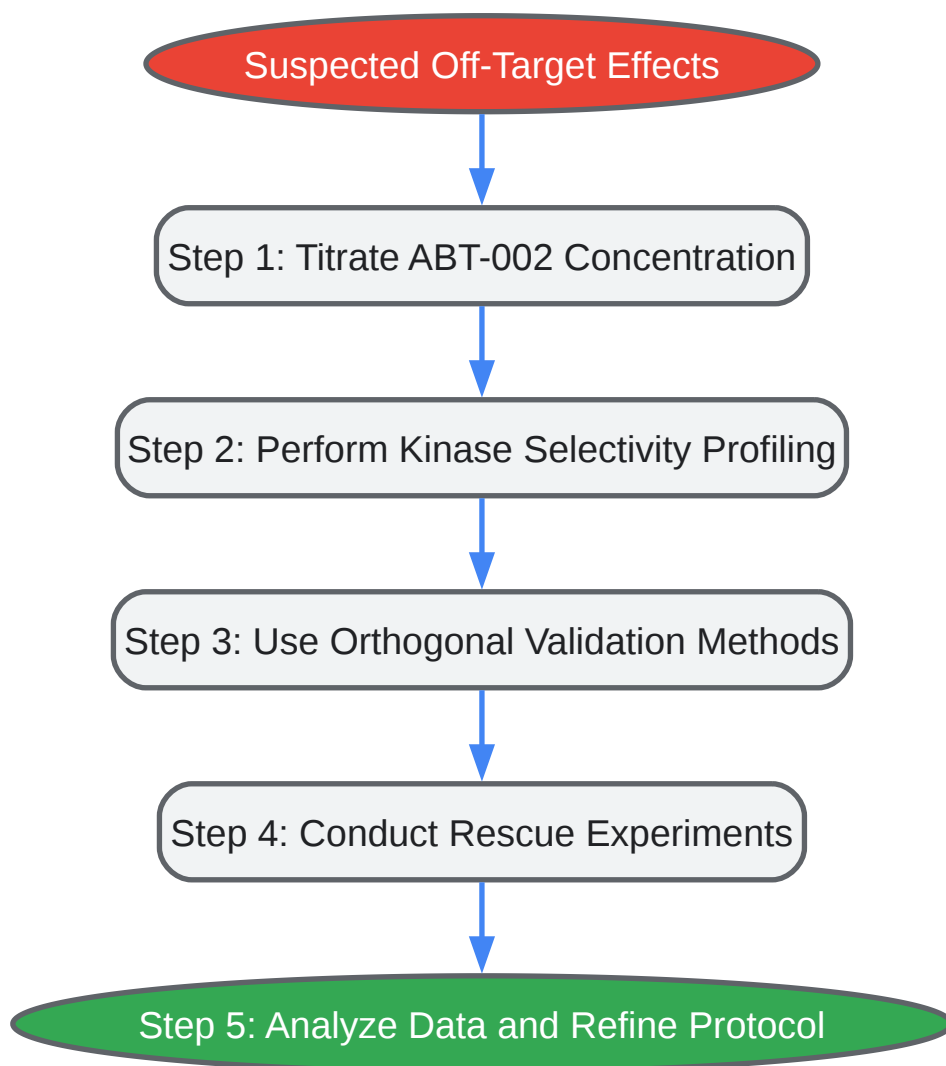 Suspected Off-Target Effects
Step 1: Titrate ABT-002 Concentration
Step 2: Perform Kinase Selectivity Profiling
Step 3: Use Orthogonal Validation Methods
Step 4: Conduct Rescue Experiments
Step 5: Analyze Data and Refine Protocol